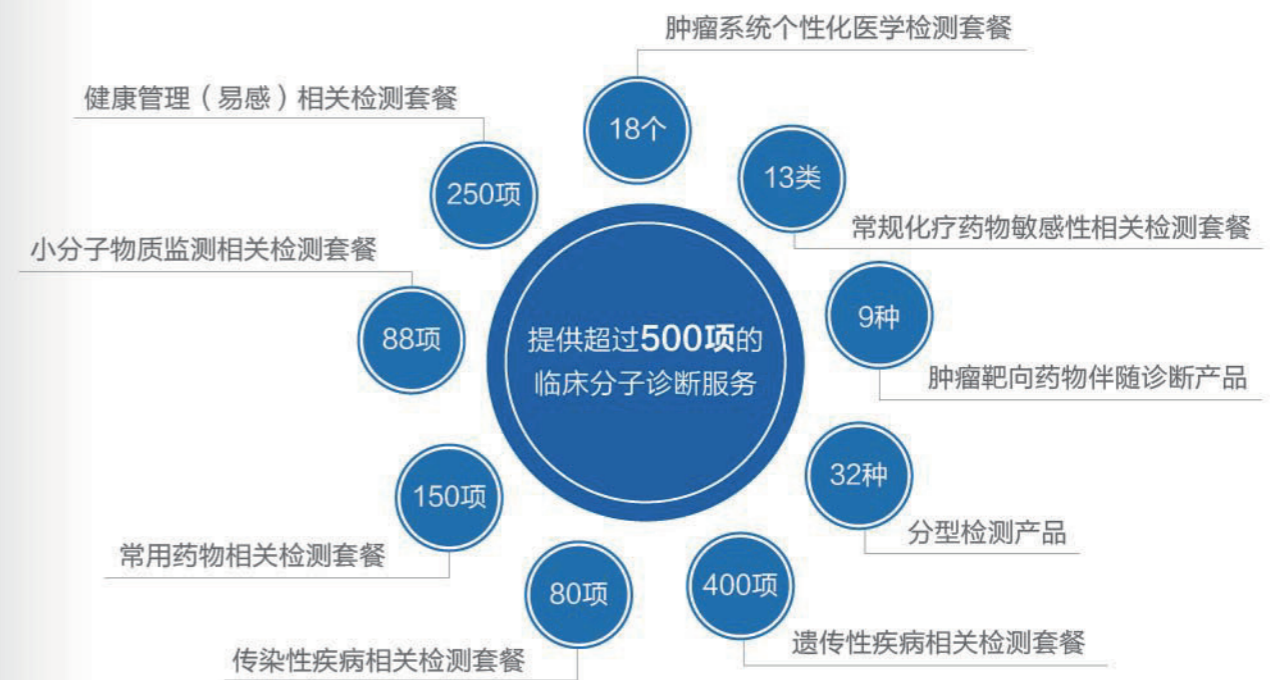 肿瘤系统个性化医学检测套餐
18个
13类
常规化疗药物敏感性相关检测套餐
9种
肿瘤靶向药物伴随诊断产品
32种
分型检测产品
400项
遗传性疾病相关检测套餐
80项
传染性疾病相关检测套餐
150项
常用药物相关检测套餐
88项
小分子物质监测相关检测套餐
250项
健康管理（易感）相关检测套餐
提供超过500项的
临床分子诊断服务